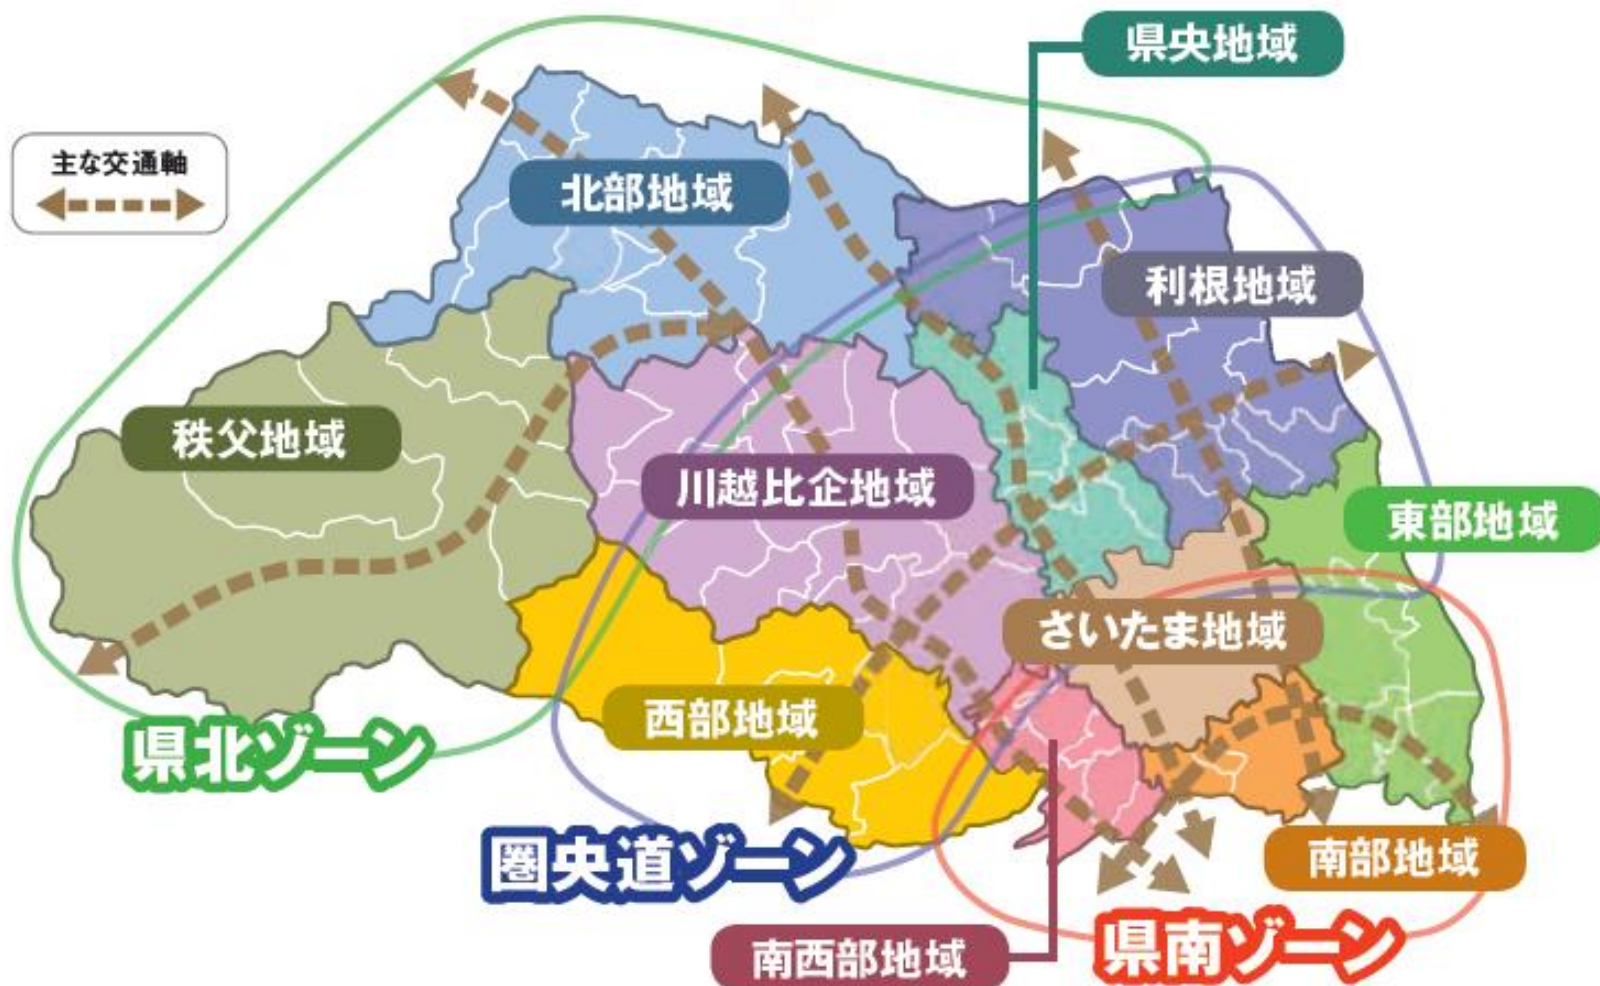 県央地域
主な交通軸
北部地域
利根地域
秩父地域
川越比企地域
東部地域
さいたま地域
西部地域
県北ゾーン
圏央道ゾーン
南部地域
南西部地域
県南ゾーン